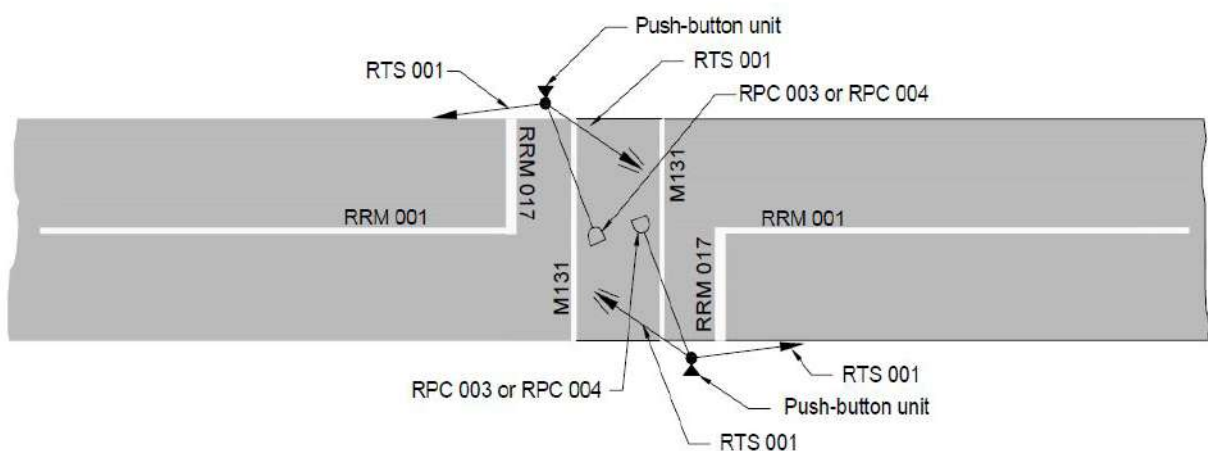 Push-button unit
RTS 001
RTS 001
RPC 003 or RPC 004
RRM 017
M131
RRM 001
RRM 001
M131
RRM 017
RPC 003 or RPC 004
RTS 001
Push-button unit
RTS 001